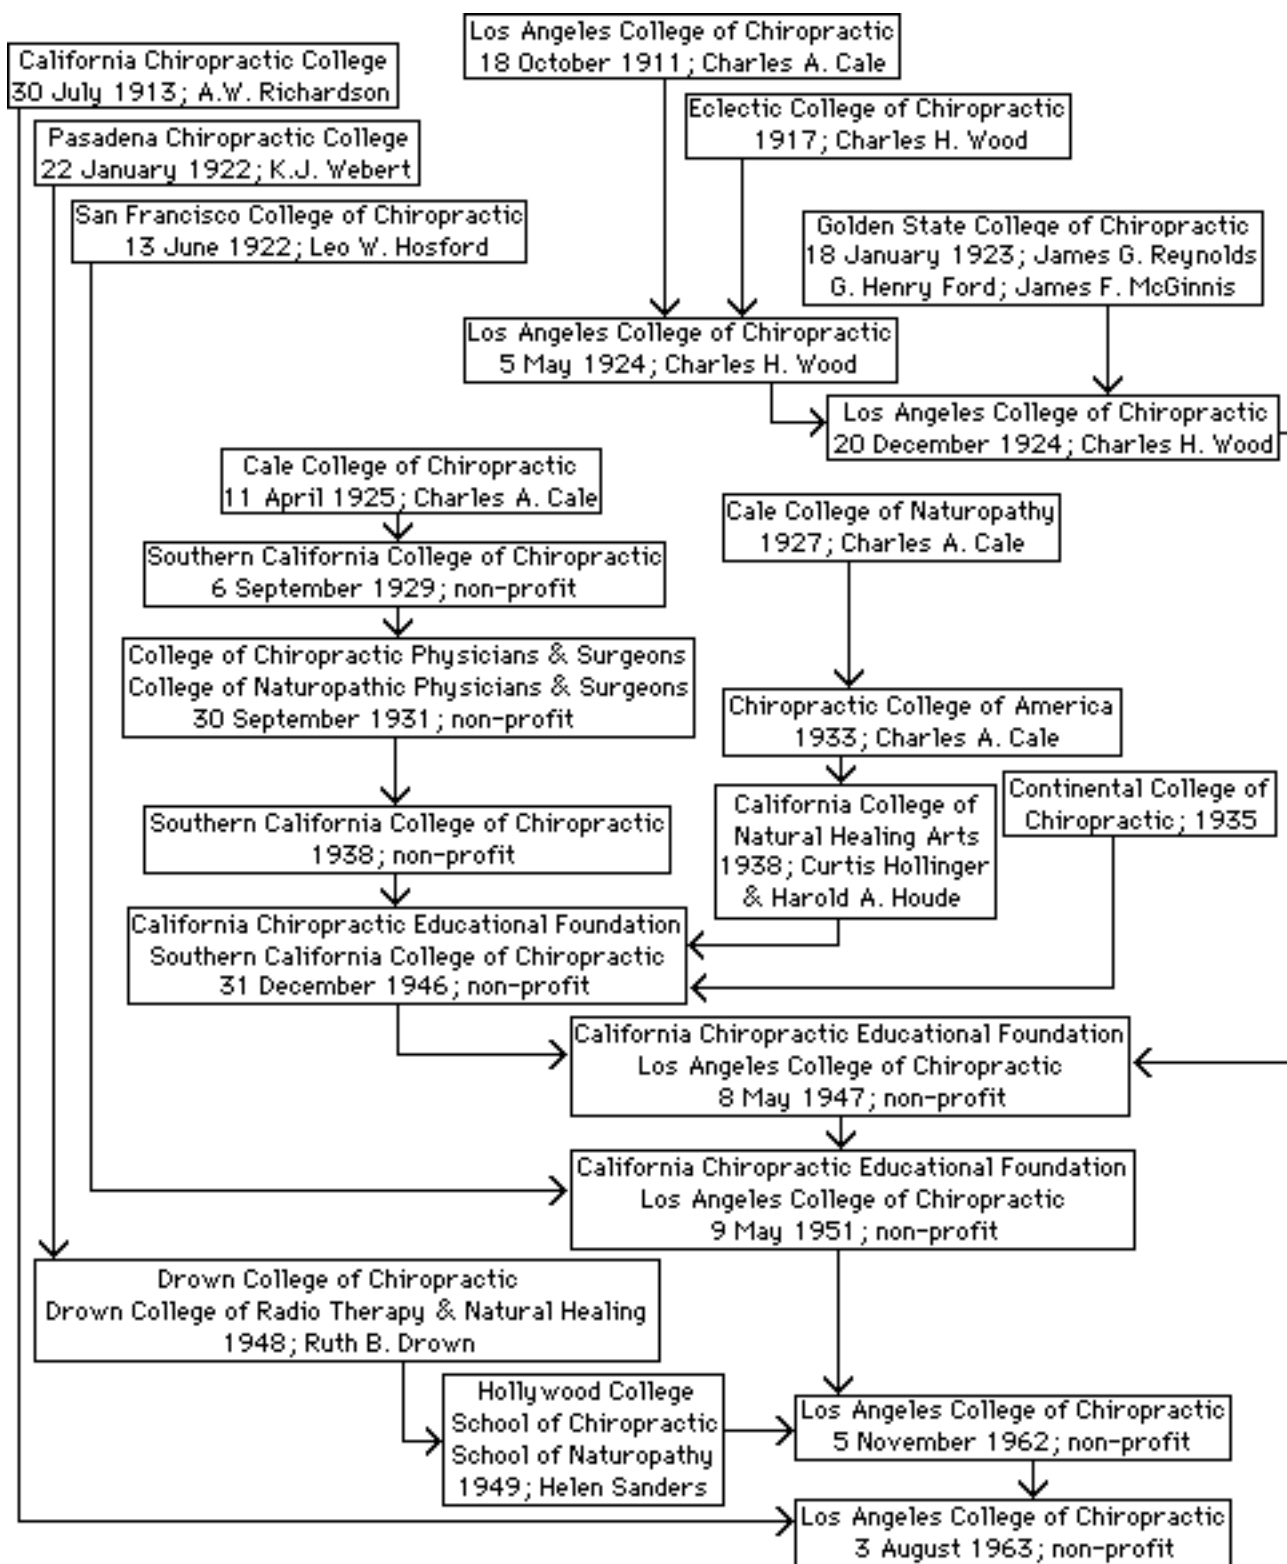 Los Angeles College of Chiropractic
18 October 1911; Charles A. Cale
California Chiropractic College
30 July 1913; A.W. Richardson
Eclectic College of Chiropractic
1917; Charles H. Wood
Pasadena Chiropractic College
22 January 1922; K.J. Webert
San Francisco College of Chiropractic
13 June 1922; Leo W. Hosford
Golden State College of Chiropractic
18 January 1923; James G. Reynolds
G. Henry Ford; James F. McGinnis
Los Angeles College of Chiropractic
5 May 1924; Charles H. Wood
Los Angeles College of Chiropractic
20 December 1924; Charles H. Wood
Cale College of Chiropractic
11 April 1925; Charles A. Cale
Cale College of Naturopathy
1927; Charles A. Cale
Southern California College of Chiropractic
6 September 1929; non-profit
College of Chiropractic Physicians & Surgeons
College of Naturopathic Physicians & Surgeons
30 September 1931; non-profit
Chiropractic College of America
1933; Charles A. Cale
California College of
Natural Healing Arts
1938; Curtis Hollinger
& Harold A. Houde
Continental College of
Chiropractic; 1935
Southern California College of Chiropractic
1938; non-profit
California Chiropractic Educational Foundation
Southern California College of Chiropractic
31 December 1946; non-profit
California Chiropractic Educational Foundation
Los Angeles College of Chiropractic
8 May 1947; non-profit
California Chiropractic Educational Foundation
Los Angeles College of Chiropractic
9 May 1951; non-profit
Drown College of Chiropractic
Drown College of Radio Therapy & Natural Healing
1948; Ruth B. Drown
Hollywood College
School of Chiropractic
School of Naturopathy
1949; Helen Sanders
Los Angeles College of Chiropractic
5 November 1962; non-profit
Los Angeles College of Chiropractic
3 August 1963; non-profit